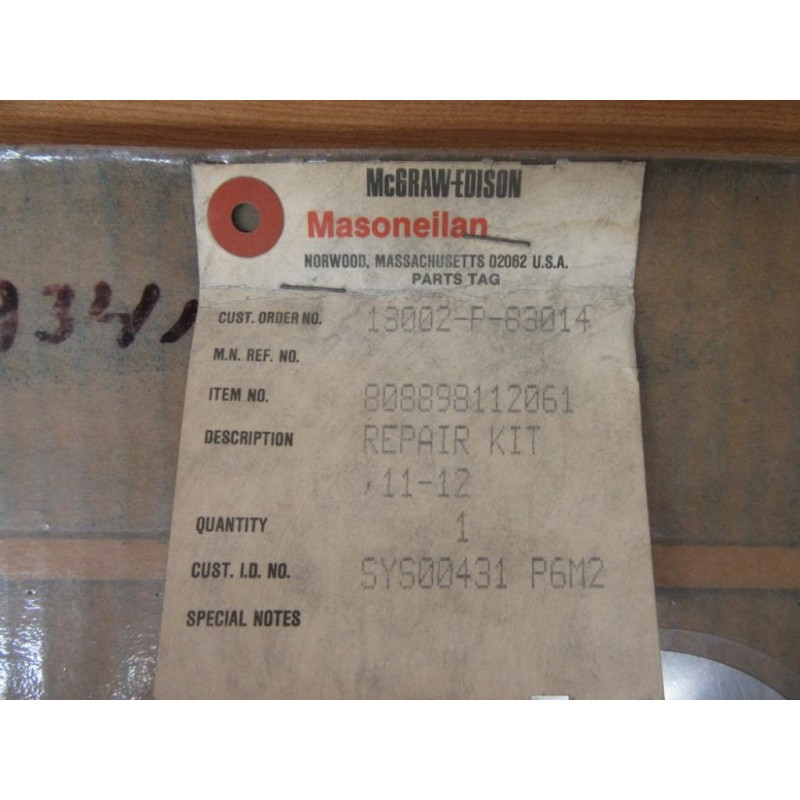 McGRAW-EDISON
Masoneilan
NORWOOD, MASSACHUSETTS 02062 U.S.A.
PARTS TAG
CUST. ORDER NO. 13002-P-83014
M.N. REF. NO.
ITEM NO. 808898112061
DESCRIPTION REPAIR KIT
,11-12
QUANTITY 1
CUST. I.D. NO. SYS00431 P6M2
SPECIAL NOTES